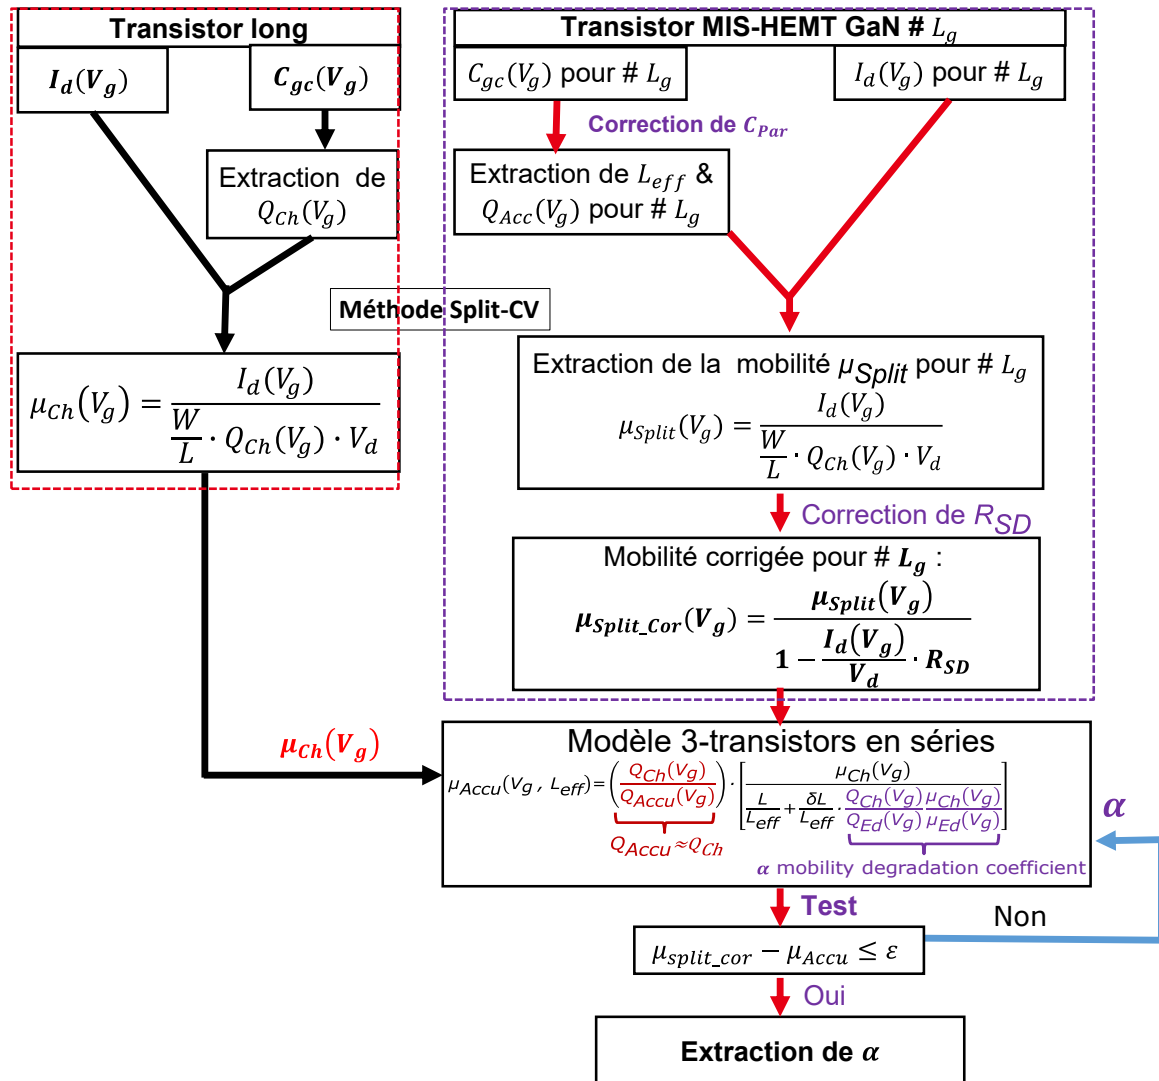 Transistor long
I_d(V_g)
C_gc(V_g)
Extraction de
Q_Ch(V_g)
Transistor MIS-HEMT GaN # L_g
C_gc(V_g) pour # L_g
I_d(V_g) pour # L_g
Correction de C_Par
Extraction de L_eff &
Q_Acc(V_g) pour # L_g
Méthode Split-CV
μ_Ch(V_g) = I_d(V_g) / (W/L · Q_Ch(V_g) · V_d)
Extraction de la mobilité μ_Split pour # L_g
μ_Split(V_g) = I_d(V_g) / (W/L · Q_Ch(V_g) · V_d)
Correction de R_SD
Mobilité corrigée pour # L_g :
μ_Split_Cor(V_g) = μ_Split(V_g) / (1 − I_d(V_g)/V_d · R_SD)
μ_Ch(V_g)
Modèle 3-transistors en séries
μ_Accu(V_g , L_eff)=(Q_Ch(V_g)/Q_Accu(V_g)) · [μ_Ch(V_g) / (L/L_eff + δL/L_eff · Q_Ch(V_g)/Q_Ed(V_g) μ_Ch(V_g)/μ_Ed(V_g))]
Q_Accu≈Q_Ch
α mobility degradation coefficient
α
Test
Non
μ_split_cor − μ_Accu ≤ ε
Oui
Extraction de α